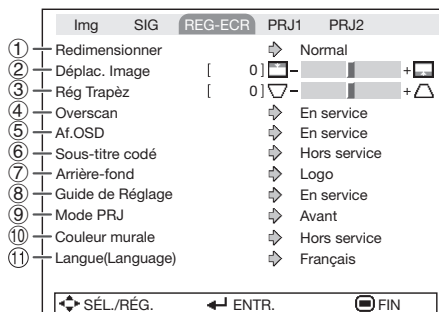 Img SIG REG-ECR PRJ1 PRJ2
① Redimensionner Normal
② Déplac. Image [ 0] - +
③ Rég Trapèz [ 0] - +
④ Overscan En service
⑤ Af.OSD En service
⑥ Sous-titre codé Hors service
⑦ Arrière-fond Logo
⑧ Guide de Réglage En service
⑨ Mode PRJ Avant
⑩ Couleur murale Hors service
⑪ Langue(Language) Français
SÉL./RÉG. ENTR. FIN